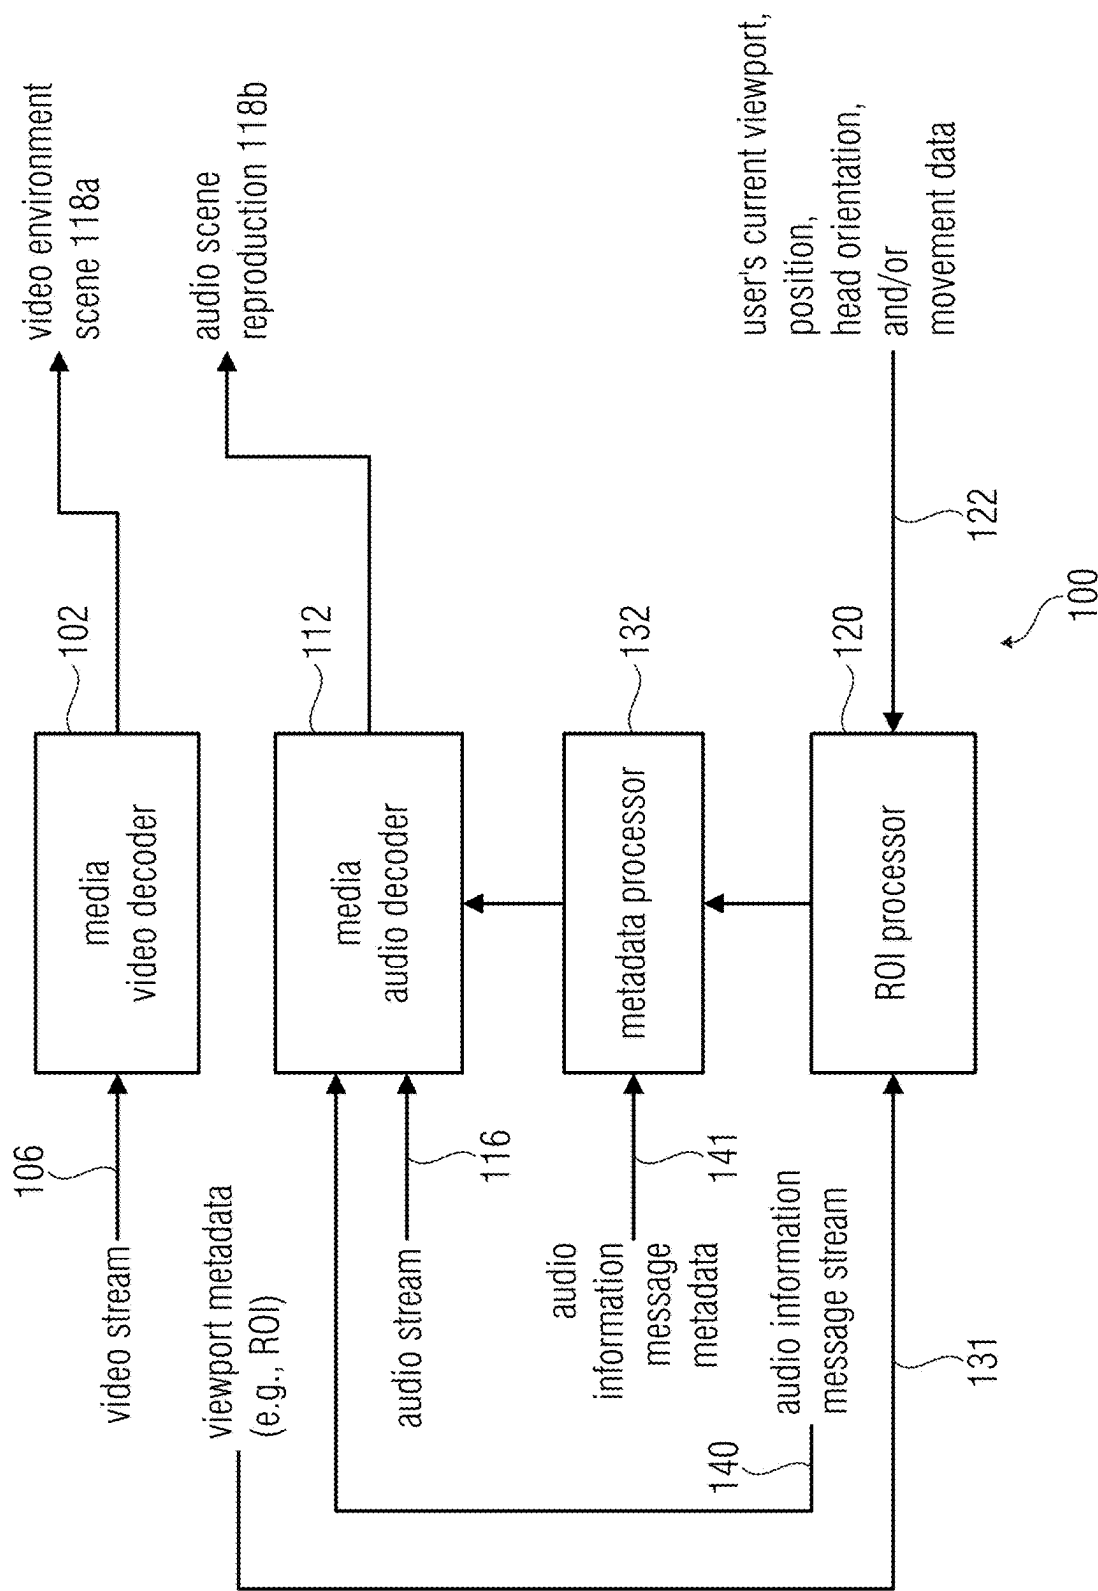 106
video stream
media
video decoder
102
video environment
scene 118a
viewport metadata
(e.g., ROI)
audio stream
116
media
audio decoder
112
audio scene
reproduction 118b
audio
information
message
metadata
141
metadata processor
132
audio information
message stream
140
131
ROI processor
120
122
user's current viewport,
position,
head orientation,
and/or
movement data
100